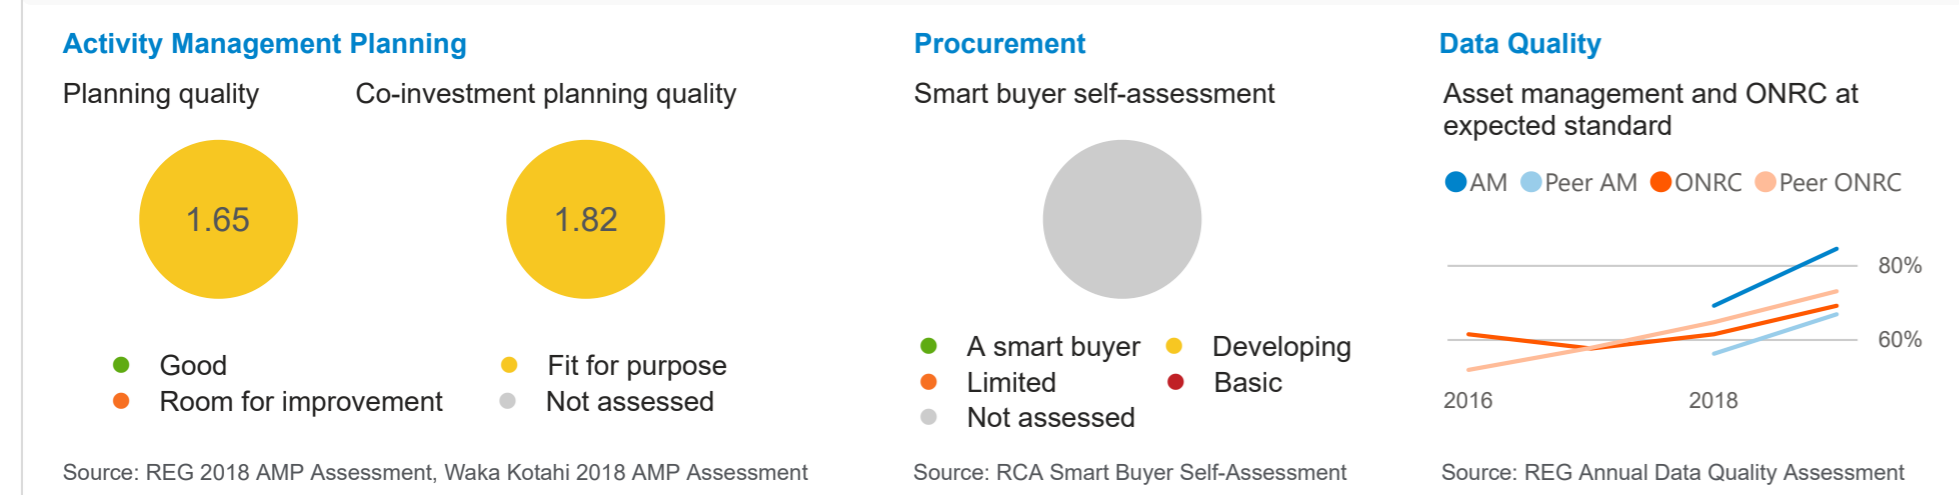 Activity Management Planning
Planning quality
Co-investment planning quality
1.65
1.82
Good
Fit for purpose
Room for improvement
Not assessed
Source: REG 2018 AMP Assessment, Waka Kotahi 2018 AMP Assessment
Procurement
Smart buyer self-assessment
A smart buyer
Developing
Limited
Basic
Not assessed
Source: RCA Smart Buyer Self-Assessment
Data Quality
Asset management and ONRC at
expected standard
AM Peer AM ONRC Peer ONRC
80%
60%
2016
2018
Source: REG Annual Data Quality Assessment